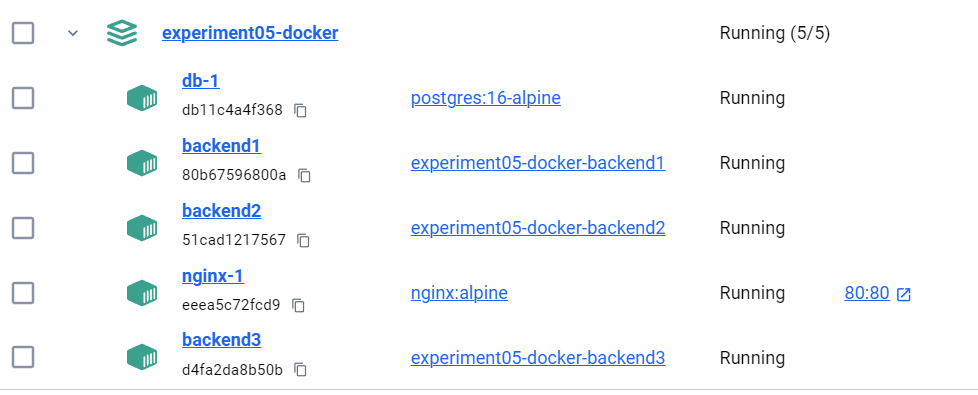 experiment05-docker Running (5/5)
db-1
db11c4a4f368 postgres:16-alpine Running
backend1
80b67596800a experiment05-docker-backend1 Running
backend2
51cad1217567 experiment05-docker-backend2 Running
nginx-1
eeea5c72fcd9 nginx:alpine Running 80:80
backend3
d4fa2da8b50b experiment05-docker-backend3 Running